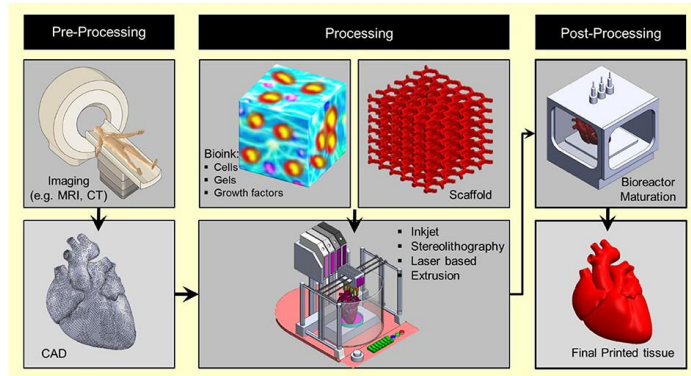 Pre-Processing
Processing
Post-Processing
Imaging
(e.g. MRI, CT)
Bioink:
▪ Cells
▪ Gels
▪ Growth factors
Scaffold
Bioreactor
Maturation
CAD
▪ Inkjet
▪ Stereolithography
▪ Laser based
Extrusion
Final Printed tissue